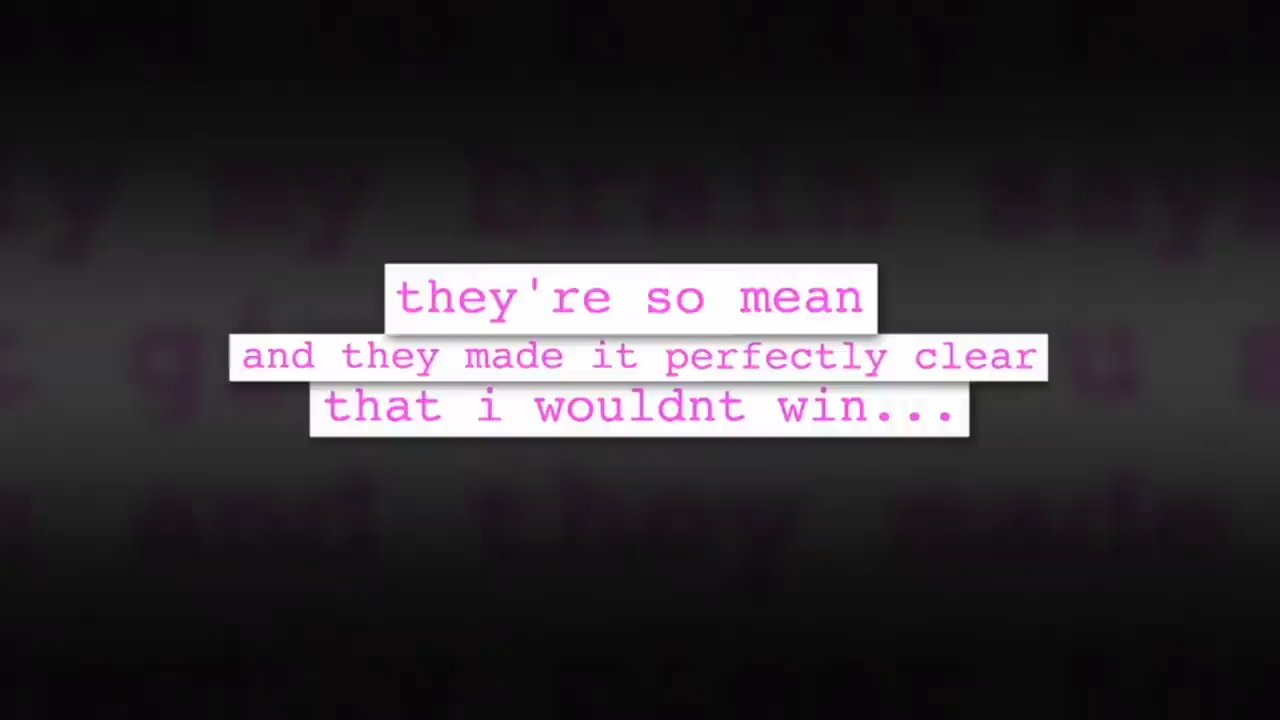 they're so mean
and they made it perfectly clear
that i wouldnt win...